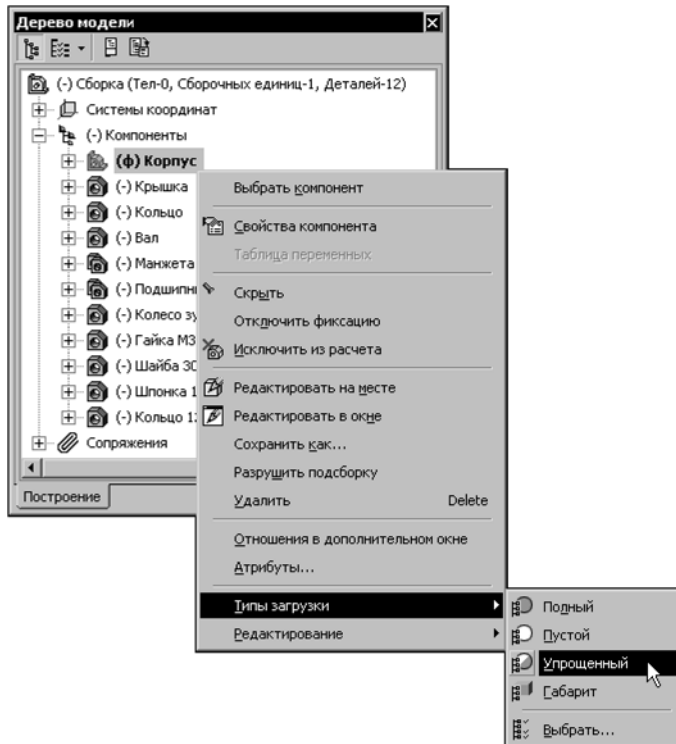 Дерево модели
(-) Сборка (Тел-0, Сборочных единиц-1, Деталей-12)
Системы координат
(-) Компоненты
(ф) Корпус
(-) Крышка
(-) Кольцо
(-) Вал
(-) Манжета
(-)
(-) Колесо
(-) Гайка М3
(-) Шайба 30
(-) Шпонка 1
(-) Кольцо 1
Сопряжения
Построение
Выбрать компонент
Свойства компонента
Таблица переменных
Скрыть
Отключить фиксацию
Исключить из расчета
Редактировать на месте
Редактировать в окне
Сохранить как...
Разрушить подсборку
Удалить Delete
Отношения в дополнительном окне
Атрибуты...
Типы загрузки
Редактирование
Полный
Пустой
Упрощенный
Габарит
Выбрать...